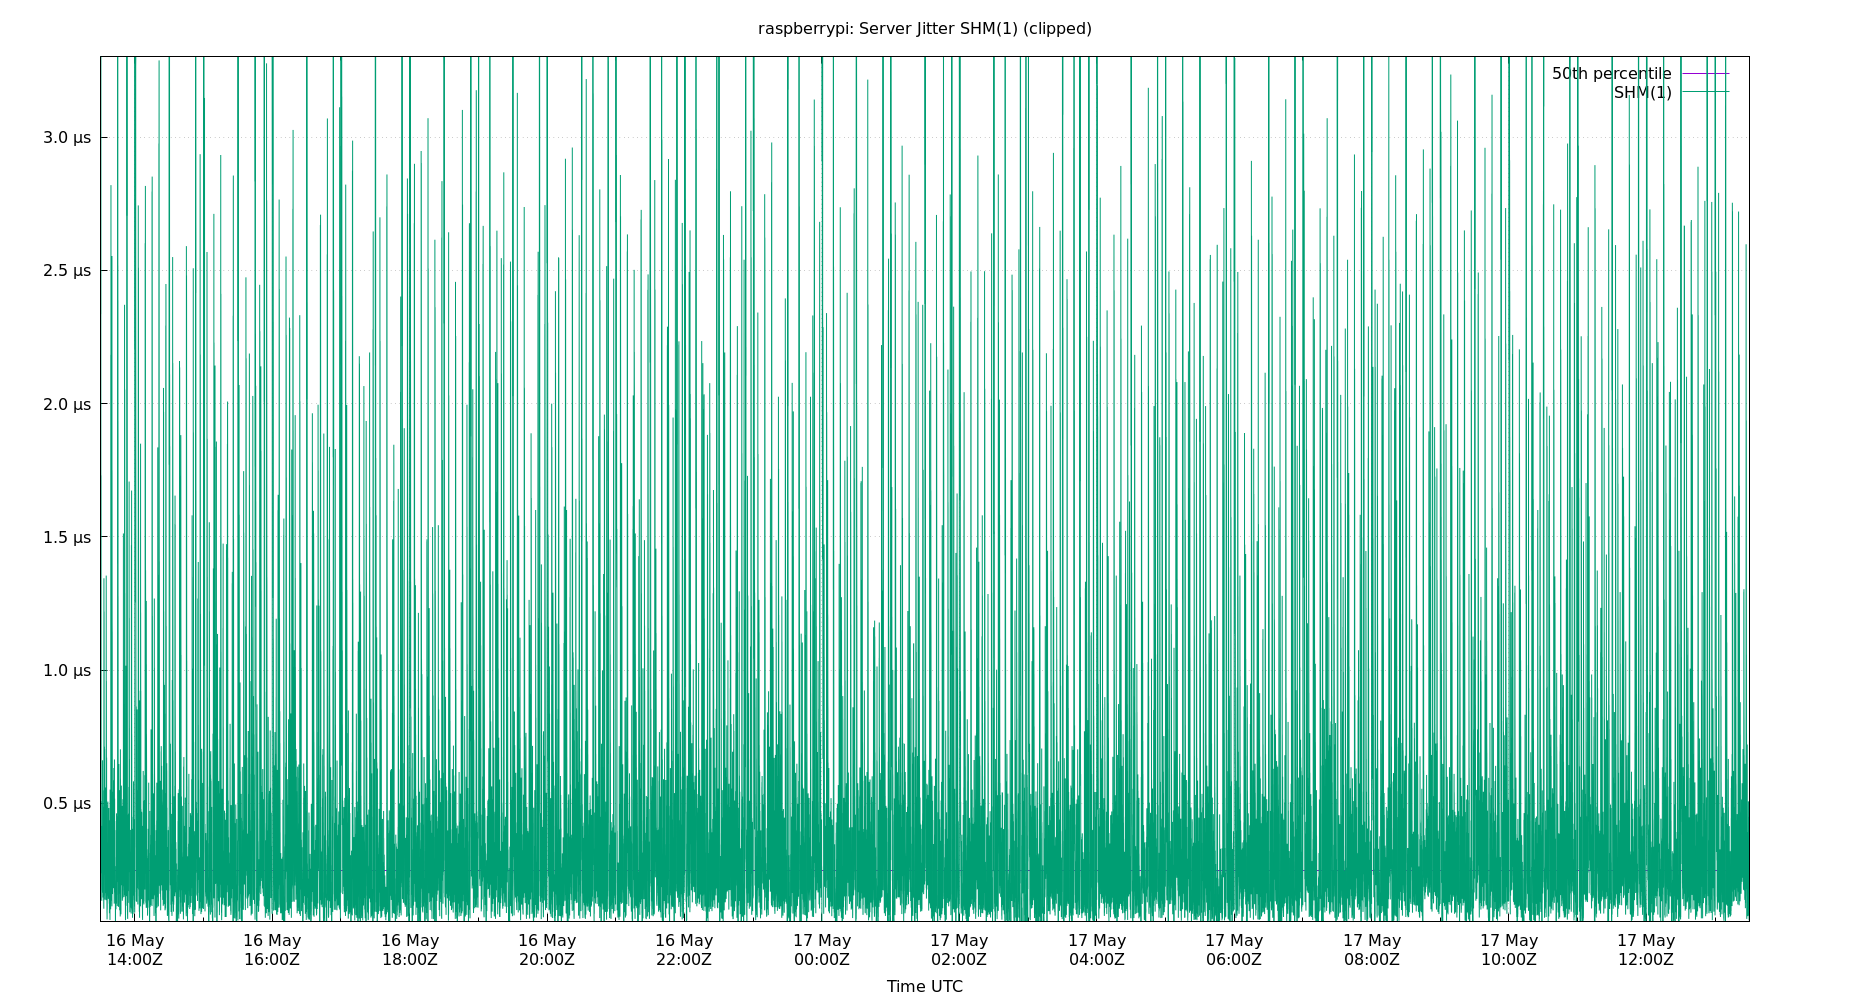 raspberrypi: Server Jitter SHM(1) (clipped)
50th percentile
SHM(1)
3.0 µs
2.5 µs
2.0 µs
1.5 µs
1.0 µs
0.5 µs
16 May 16 May 16 May 16 May 16 May 17 May 17 May 17 May 17 May 17 May 17 May 17 May
14:00Z 16:00Z 18:00Z 20:00Z 22:00Z 00:00Z 02:00Z 04:00Z 06:00Z 08:00Z 10:00Z 12:00Z
Time UTC